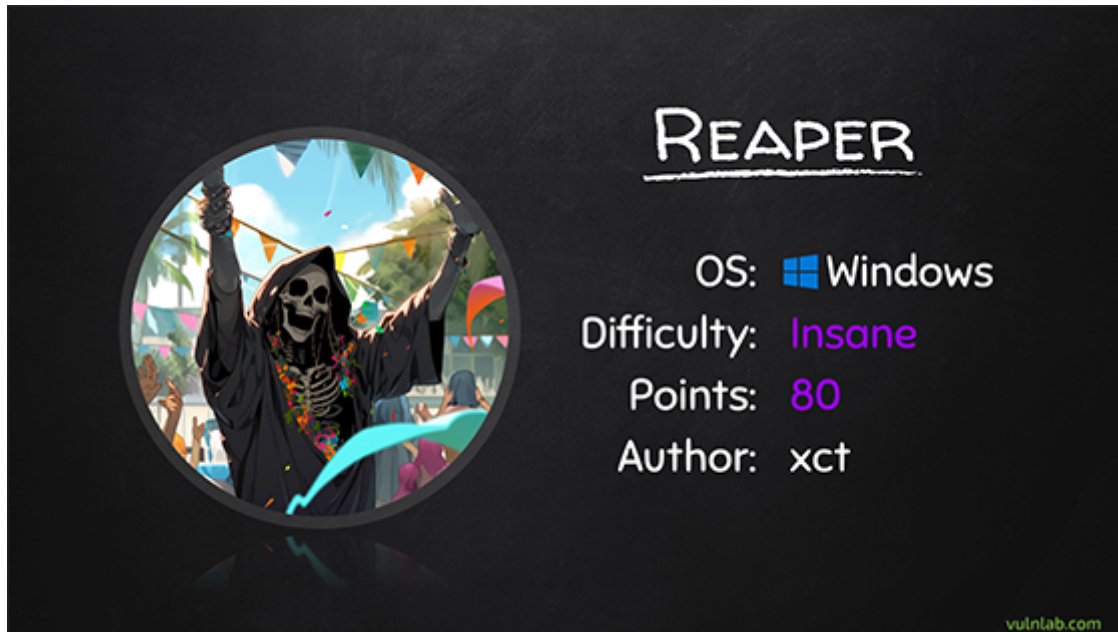 REAPER
OS: Windows
Difficulty: Insane
Points: 80
Author: xct
vulnlab.com